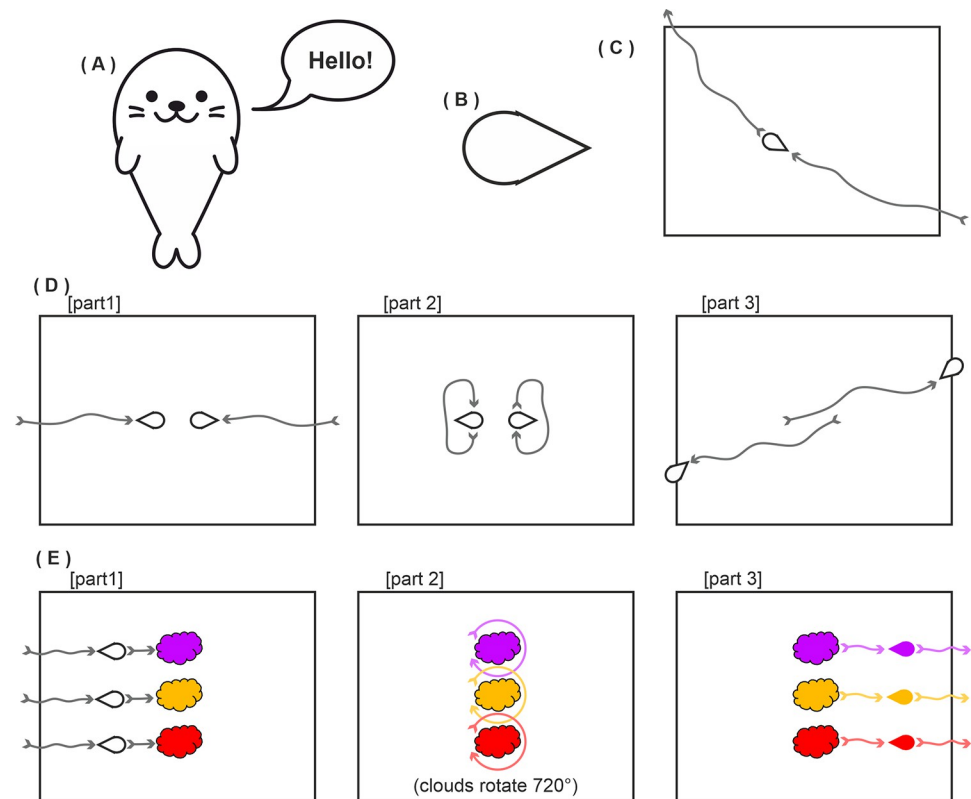 ( A )
Hello!
( B )
( C )
( D )
[part1]
[part 2]
[part 3]
( E )
[part1]
[part 2]
[part 3]
(clouds rotate 720°)